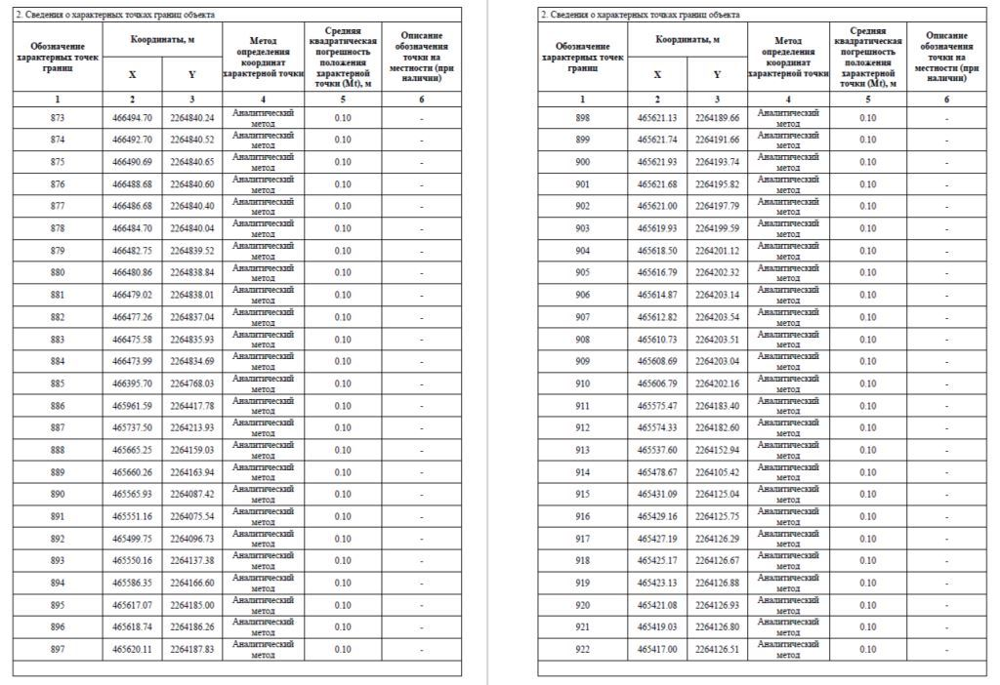 2. Сведения о характерных точках границ объекта
Обозначение характерных точек границ | Координаты, м | Метод определения координат характерной точки | Средняя квадратическая погрешность положения характерной точки (Mt), м | Описание обозначения точки на местности (при наличии)
X | Y
1 | 2 | 3 | 4 | 5 | 6
873 | 466494.70 | 2264840.24 | Аналитический метод | 0.10 | -
874 | 466492.70 | 2264840.52 | Аналитический метод | 0.10 | -
875 | 466490.69 | 2264840.65 | Аналитический метод | 0.10 | -
876 | 466488.68 | 2264840.60 | Аналитический метод | 0.10 | -
877 | 466486.68 | 2264840.40 | Аналитический метод | 0.10 | -
878 | 466484.70 | 2264840.04 | Аналитический метод | 0.10 | -
879 | 466482.75 | 2264839.52 | Аналитический метод | 0.10 | -
880 | 466480.86 | 2264838.84 | Аналитический метод | 0.10 | -
881 | 466479.02 | 2264838.01 | Аналитический метод | 0.10 | -
882 | 466477.26 | 2264837.04 | Аналитический метод | 0.10 | -
883 | 466475.58 | 2264835.93 | Аналитический метод | 0.10 | -
884 | 466473.99 | 2264834.69 | Аналитический метод | 0.10 | -
885 | 466395.70 | 2264768.03 | Аналитический метод | 0.10 | -
886 | 465961.59 | 2264417.78 | Аналитический метод | 0.10 | -
887 | 465737.50 | 2264213.93 | Аналитический метод | 0.10 | -
888 | 465665.25 | 2264159.03 | Аналитический метод | 0.10 | -
889 | 465660.26 | 2264163.94 | Аналитический метод | 0.10 | -
890 | 465565.93 | 2264087.42 | Аналитический метод | 0.10 | -
891 | 465551.16 | 2264075.54 | Аналитический метод | 0.10 | -
892 | 465499.75 | 2264096.73 | Аналитический метод | 0.10 | -
893 | 465550.16 | 2264137.38 | Аналитический метод | 0.10 | -
894 | 465586.35 | 2264166.60 | Аналитический метод | 0.10 | -
895 | 465617.07 | 2264185.00 | Аналитический метод | 0.10 | -
896 | 465618.74 | 2264186.26 | Аналитический метод | 0.10 | -
897 | 465620.11 | 2264187.83 | Аналитический метод | 0.10 | -
2. Сведения о характерных точках границ объекта
Обозначение характерных точек границ | Координаты, м | Метод определения координат характерной точки | Средняя квадратическая погрешность положения характерной точки (Mt), м | Описание обозначения точки на местности (при наличии)
X | Y
1 | 2 | 3 | 4 | 5 | 6
898 | 465621.13 | 2264189.66 | Аналитический метод | 0.10 | -
899 | 465621.74 | 2264191.66 | Аналитический метод | 0.10 | -
900 | 465621.93 | 2264193.74 | Аналитический метод | 0.10 | -
901 | 465621.68 | 2264195.82 | Аналитический метод | 0.10 | -
902 | 465621.00 | 2264197.79 | Аналитический метод | 0.10 | -
903 | 465619.93 | 2264199.59 | Аналитический метод | 0.10 | -
904 | 465618.50 | 2264201.12 | Аналитический метод | 0.10 | -
905 | 465616.79 | 2264202.32 | Аналитический метод | 0.10 | -
906 | 465614.87 | 2264203.14 | Аналитический метод | 0.10 | -
907 | 465612.82 | 2264203.54 | Аналитический метод | 0.10 | -
908 | 465610.73 | 2264203.51 | Аналитический метод | 0.10 | -
909 | 465608.69 | 2264203.04 | Аналитический метод | 0.10 | -
910 | 465606.79 | 2264202.16 | Аналитический метод | 0.10 | -
911 | 465575.47 | 2264183.40 | Аналитический метод | 0.10 | -
912 | 465574.33 | 2264182.60 | Аналитический метод | 0.10 | -
913 | 465537.60 | 2264152.94 | Аналитический метод | 0.10 | -
914 | 465478.67 | 2264105.42 | Аналитический метод | 0.10 | -
915 | 465431.09 | 2264125.04 | Аналитический метод | 0.10 | -
916 | 465429.16 | 2264125.75 | Аналитический метод | 0.10 | -
917 | 465427.19 | 2264126.29 | Аналитический метод | 0.10 | -
918 | 465425.17 | 2264126.67 | Аналитический метод | 0.10 | -
919 | 465423.13 | 2264126.88 | Аналитический метод | 0.10 | -
920 | 465421.08 | 2264126.93 | Аналитический метод | 0.10 | -
921 | 465419.03 | 2264126.80 | Аналитический метод | 0.10 | -
922 | 465417.00 | 2264126.51 | Аналитический метод | 0.10 | -